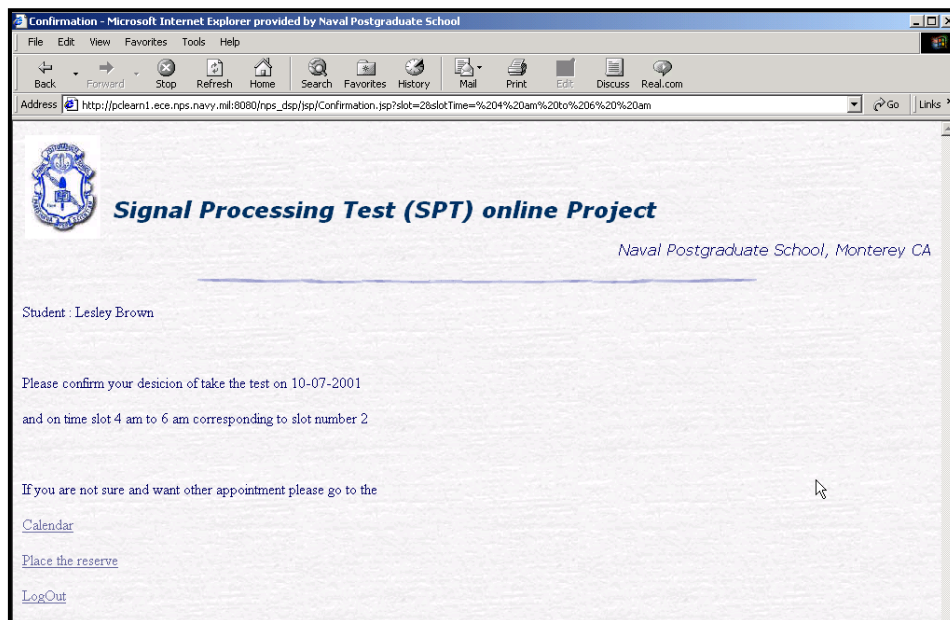 Confirmation - Microsoft Internet Explorer provided by Naval Postgraduate School
File Edit View Favorites Tools Help
Back Forward Stop Refresh Home Search Favorites History Mail Print Edit Discuss Real.com
Address http://pclearn1.ece.nps.navy.mil:8080/nps_dsp/jsp/Confirmation.jsp?slot=2&slotTime=%204%20am%20to%206%20%20am Go Links
Signal Processing Test (SPT) online Project
Naval Postgraduate School, Monterey CA
Student : Lesley Brown
Please confirm your desicion of take the test on 10-07-2001
and on time slot 4 am to 6 am corresponding to slot number 2
If you are not sure and want other appointment please go to the
Calendar
Place the reserve
LogOut